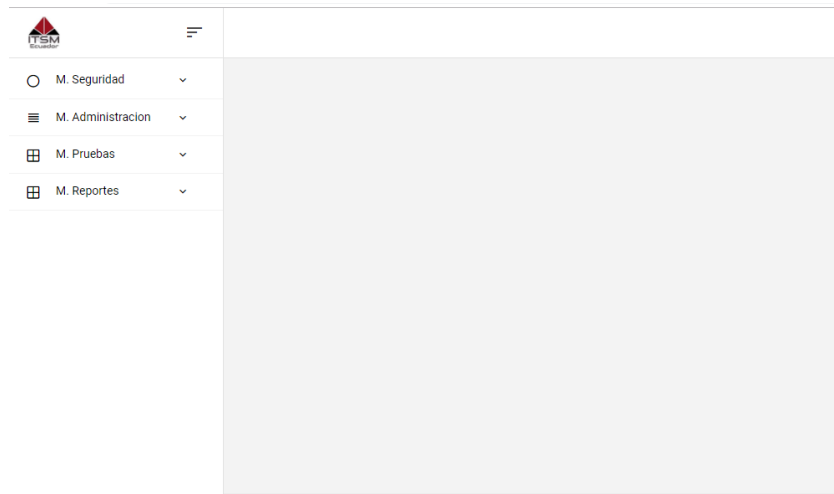 ITSM
Ecuador
M. Seguridad
M. Administracion
M. Pruebas
M. Reportes